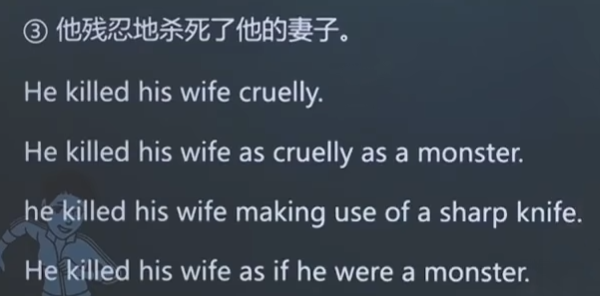 ③ 他残忍地杀死了他的妻子。
He killed his wife cruelly.
He killed his wife as cruelly as a monster.
he killed his wife making use of a sharp knife.
He killed his wife as if he were a monster.